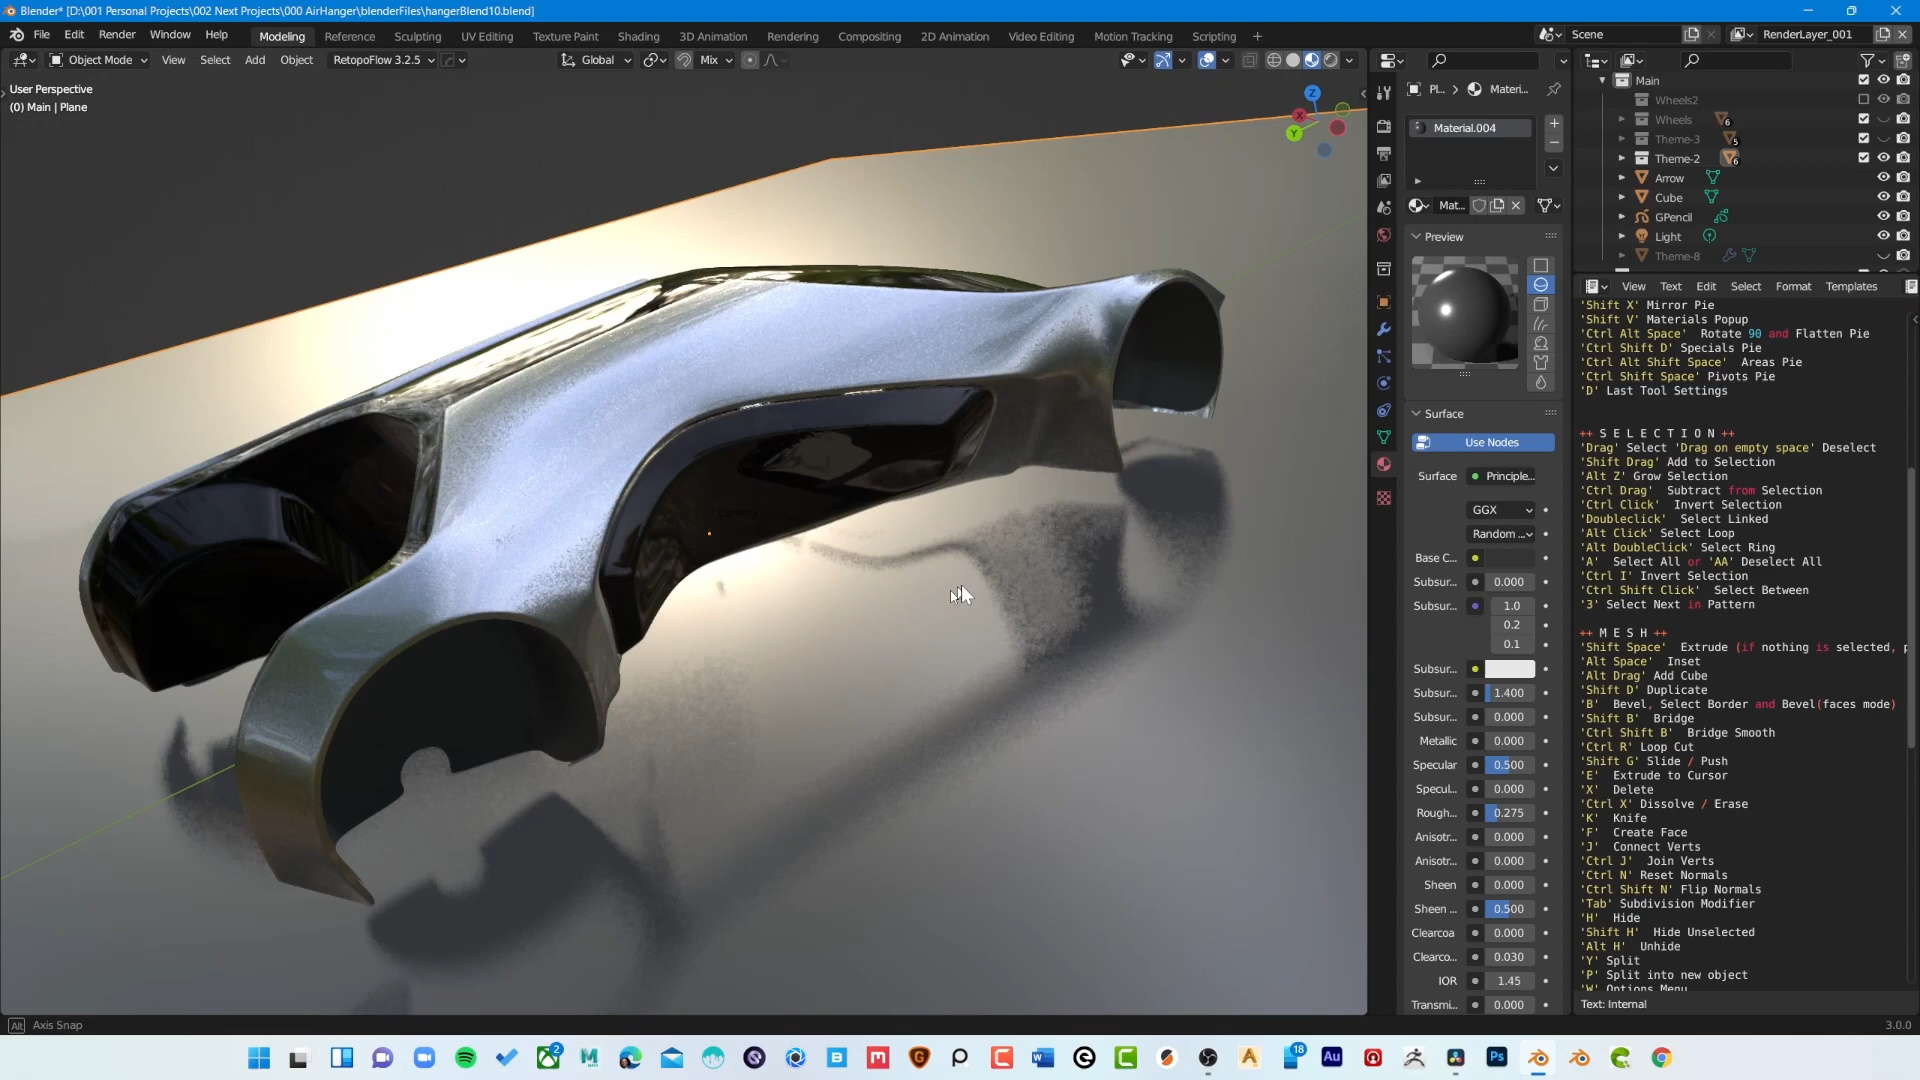 Blender* [D:\001 Personal Projects\002 Next Projects\000 AirHanger\blenderFiles\hangerBlend10.blend]
File Edit Render Window Help Modeling Reference Sculpting UV Editing Texture Paint Shading 3D Animation Rendering Compositing 2D Animation Video Editing Motion Tracking Scripting + Scene RenderLayer_001
Object Mode View Select Add Object RetopoFlow 3.2.5 Global Mix
User Perspective
(0) Main | Plane
Z
X
Y
Pl... Materi...
Material.004
Mat...
Preview
Surface
Use Nodes
Surface Principle...
GGX
Random ...
Base C...
Subsur... 0.000
Subsur... 1.0
0.2
0.1
Subsur...
Subsur... 1.400
Subsur... 0.000
Metallic 0.000
Specular 0.500
Specul... 0.000
Rough... 0.275
Anisotr... 0.000
Anisotr... 0.000
Sheen 0.000
Sheen ... 0.500
Clearcoa 0.000
Clearco... 0.030
IOR 1.45
Transmi... 0.000
Main
Wheels2
Wheels 6
Theme-3 5
Theme-2 6
Arrow
Cube
GPencil
Light
Theme-8
View Text Edit Select Format Templates
'Shift X' Mirror Pie
'Shift V' Materials Popup
'Ctrl Alt Space' Rotate 90 and Flatten Pie
'Ctrl Shift D' Specials Pie
'Ctrl Alt Shift Space' Areas Pie
'Ctrl Shift Space' Pivots Pie
'D' Last Tool Settings
++ S E L E C T I O N ++
'Drag' Select 'Drag on empty space' Deselect
'Shift Drag' Add to Selection
'Alt Z' Grow Selection
'Ctrl Drag' Subtract from Selection
'Ctrl Click' Invert Selection
'Doubleclick' Select Linked
'Alt Click' Select Loop
'Alt DoubleClick' Select Ring
'A' Select All or 'AA' Deselect All
'Ctrl I' Invert Selection
'Ctrl Shift Click' Select Between
'3' Select Next in Pattern
++ M E S H ++
'Shift Space' Extrude (if nothing is selected, p
'Alt Space' Inset
'Alt Drag' Add Cube
'Shift D' Duplicate
'B' Bevel, Select Border and Bevel(faces mode)
'Shift B' Bridge
'Ctrl Shift B' Bridge Smooth
'Ctrl R' Loop Cut
'Shift G' Slide / Push
'E' Extrude to Cursor
'X' Delete
'Ctrl X' Dissolve / Erase
'K' Knife
'F' Create Face
'J' Connect Verts
'Ctrl J' Join Verts
'Ctrl N' Reset Normals
'Ctrl Shift N' Flip Normals
'Tab' Subdivision Modifier
'H' Hide
'Shift H' Hide Unselected
'Alt H' Unhide
'Y' Split
'P' Split into new object
'W' Options Menu
Text: Internal
Alt Axis Snap
3.0.0
2
18
Au
Ps